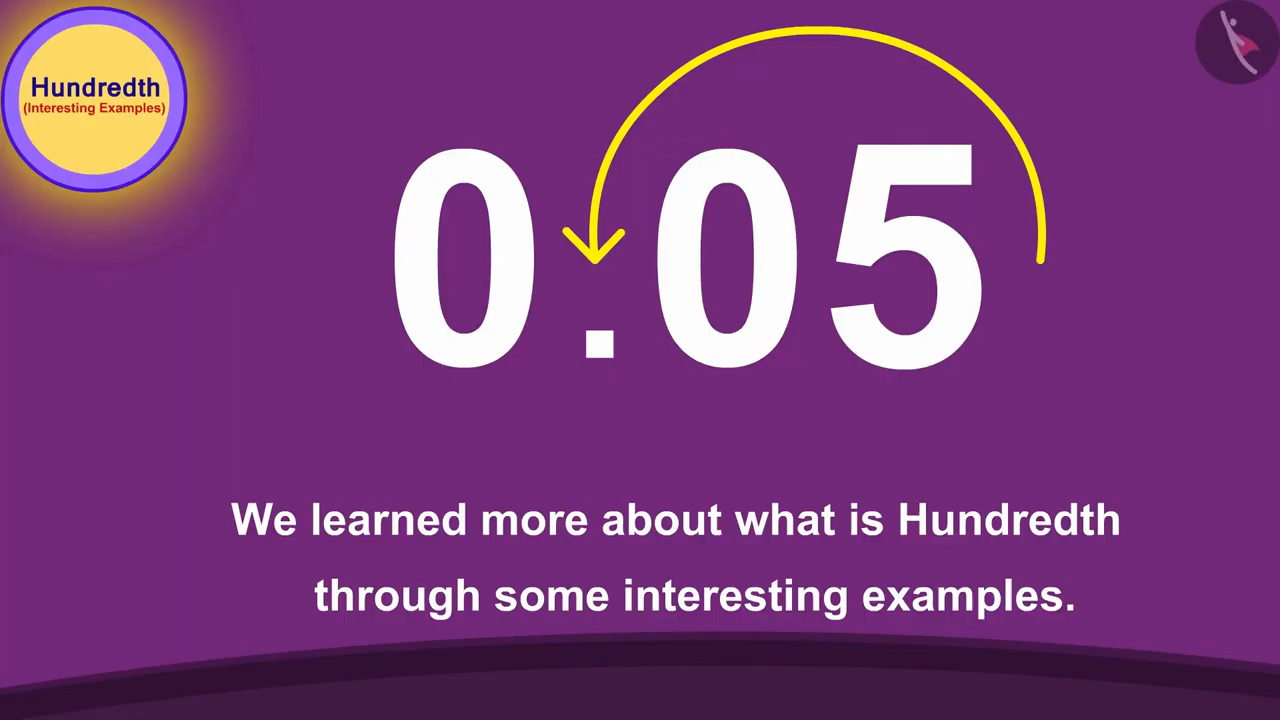 Hundredth
(Interesting Examples)
0.05
We learned more about what is Hundredth
through some interesting examples.